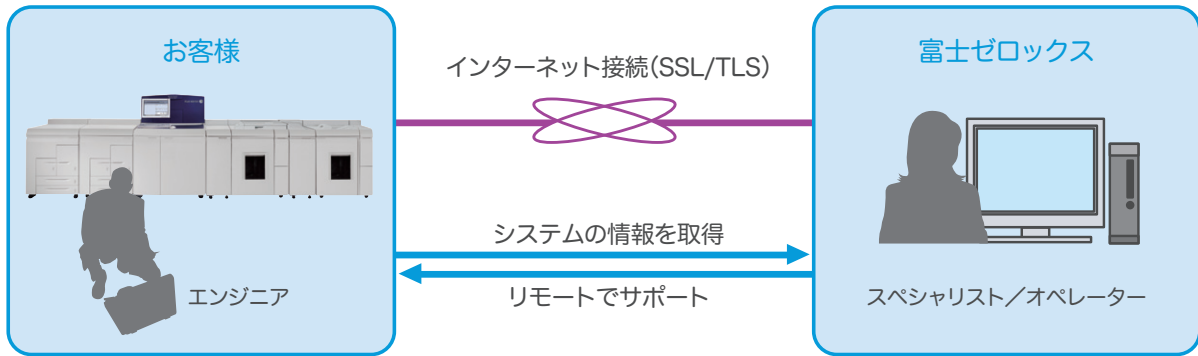 お客様
インターネット接続（SSL/TLS）
富士ゼロックス
システムの情報を取得
リモートでサポート
エンジニア
スペシャリスト／オペレーター